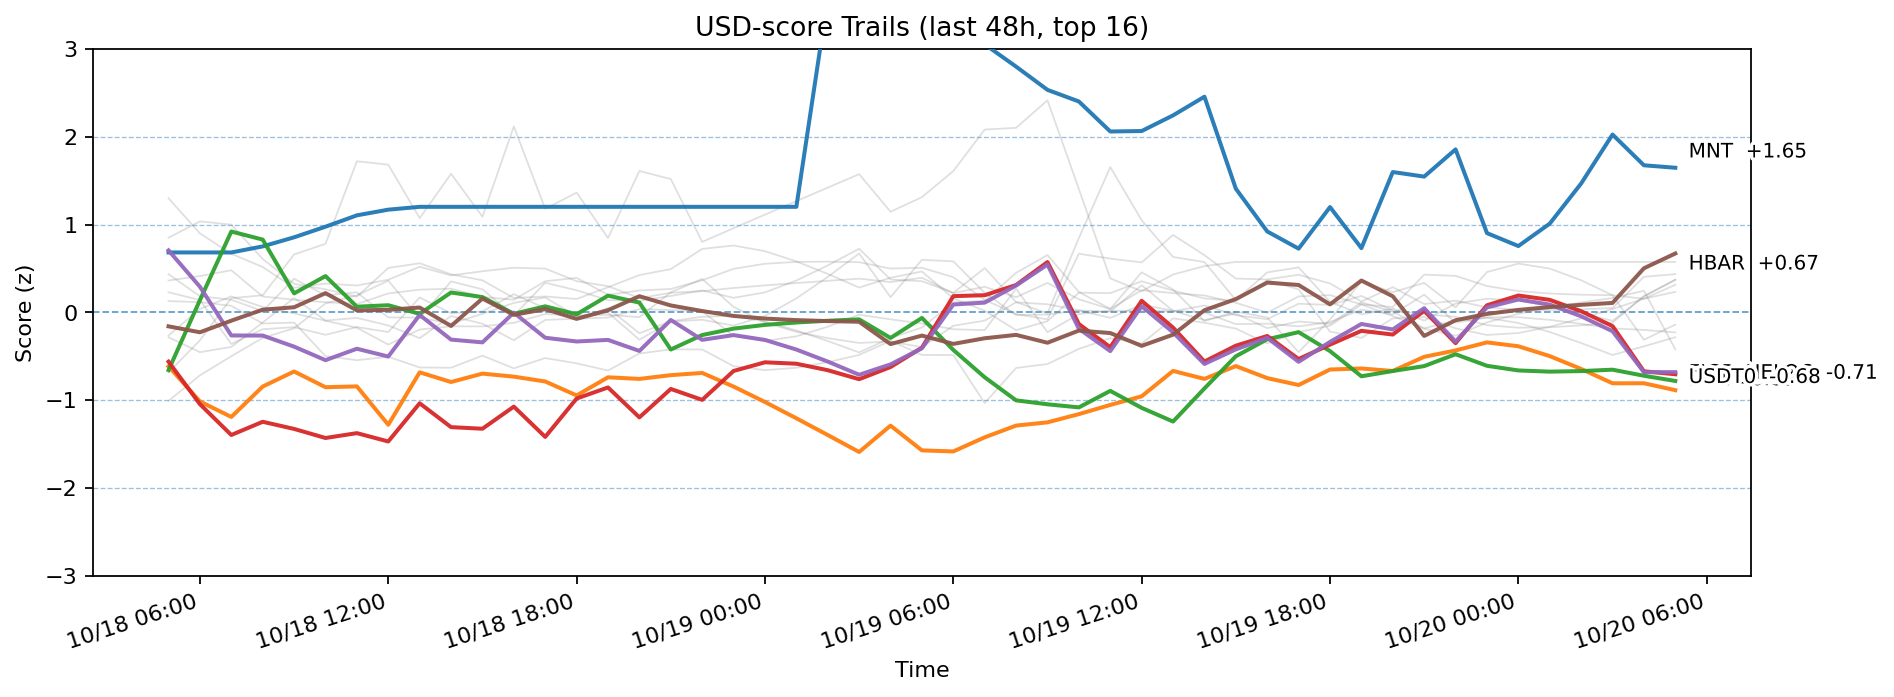 USD-score Trails (last 48h, top 16)
Score (z)
3
2
1
0
−1
−2
−3
MNT +1.65
HBAR +0.67
-0.71
USDT0 -0.68
10/18 06:00
10/18 12:00
10/18 18:00
10/19 00:00
10/19 06:00
10/19 12:00
10/19 18:00
10/20 00:00
10/20 06:00
Time